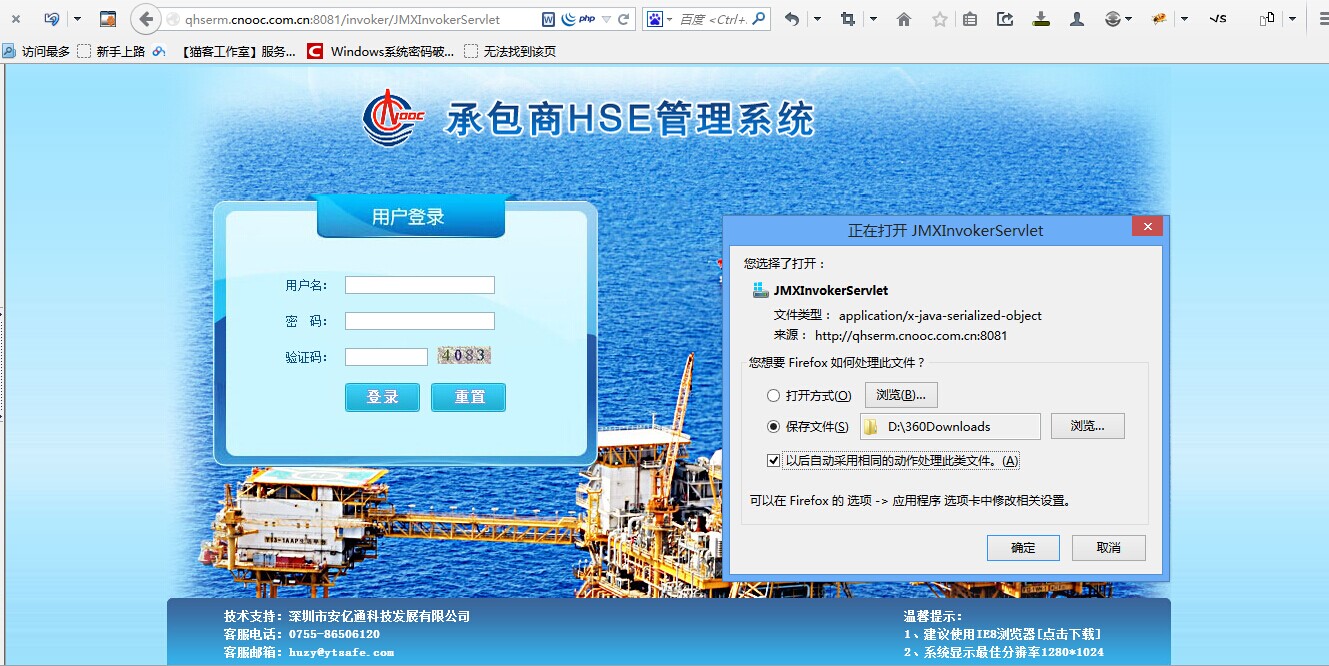 qhserm.cnooc.com.cn:8081/invoker/JMXInvokerServlet
php
百度 <Ctrl+.
访问最多 新手上路 【猫客工作室】服务... Windows系统密码破... 无法找到该页
CNOOC 承包商HSE管理系统
用户登录
用户名:
密 码:
验证码: 4083
登录 重置
正在打开 JMXInvokerServlet
您选择了打开:
JMXInvokerServlet
文件类型: application/x-java-serialized-object
来源: http://qhserm.cnooc.com.cn:8081
您想要 Firefox 如何处理此文件?
打开方式(O) 浏览(B)...
保存文件(S) D:\360Downloads 浏览...
以后自动采用相同的动作处理此类文件。(A)
可以在 Firefox 的 选项 -> 应用程序 选项卡中修改相关设置。
确定 取消
技术支持: 深圳市安亿通科技发展有限公司
客服电话: 0755-86506120
客服邮箱: huzy@ytsafe.com
温馨提示:
1、建议使用IE8浏览器[点击下载]
2、系统显示最佳分辨率1280*1024